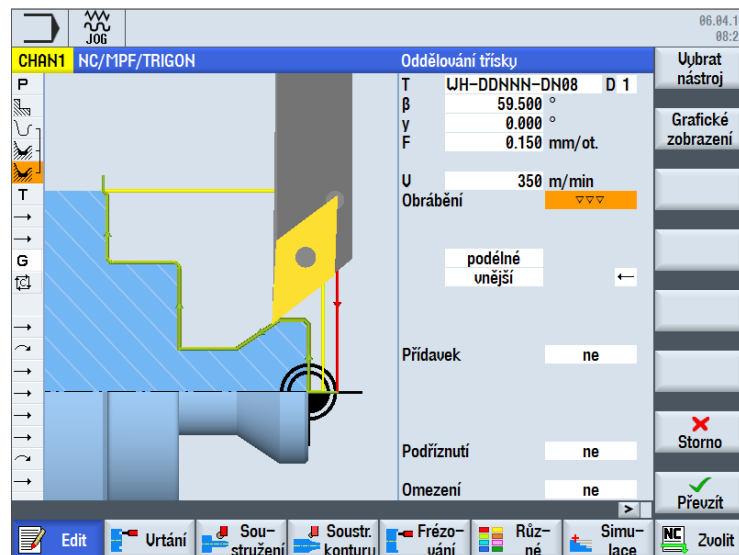 JOG
06.04.1
08:2
CHAN1 NC/MPF/TRIGON
Oddělování třísky
Vybrat nástroj
P
T WH-DDNNN-DN08 D 1
β 59.500 °
γ 0.000 °
F 0.150 mm/ot.
Grafické zobrazení
V 350 m/min
Obrábění ▽▽▽
T
G
podélné
vnější ←
Přídavek ne
Podříznutí ne
Omezení ne
Storno
Převzít
>
Edit
Vrtání
Sou-
stružení
Soustr.
konturu
Frézo-
vání
Růz-
né
Simu-
lace
NC Zvolit